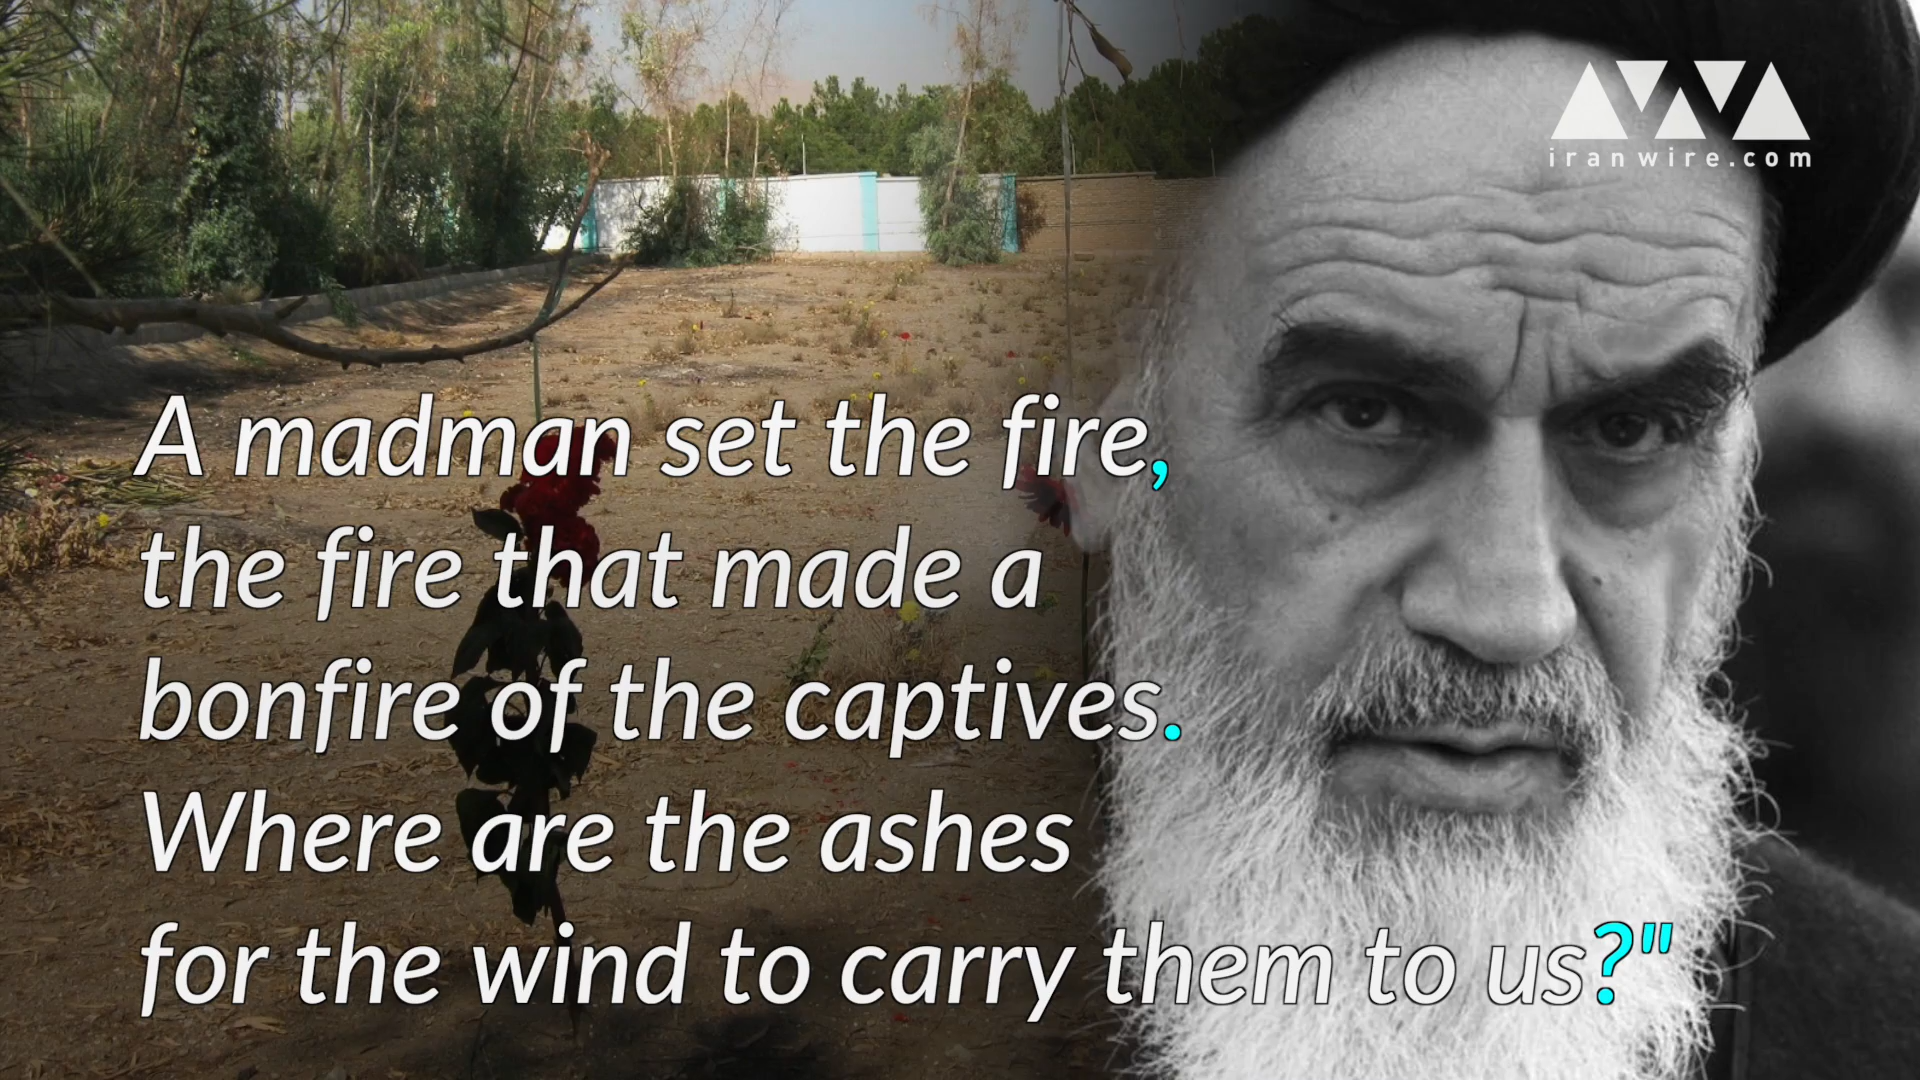 iranwire.com
A madman set the fire,
the fire that made a
bonfire of the captives.
Where are the ashes
for the wind to carry them to us?"